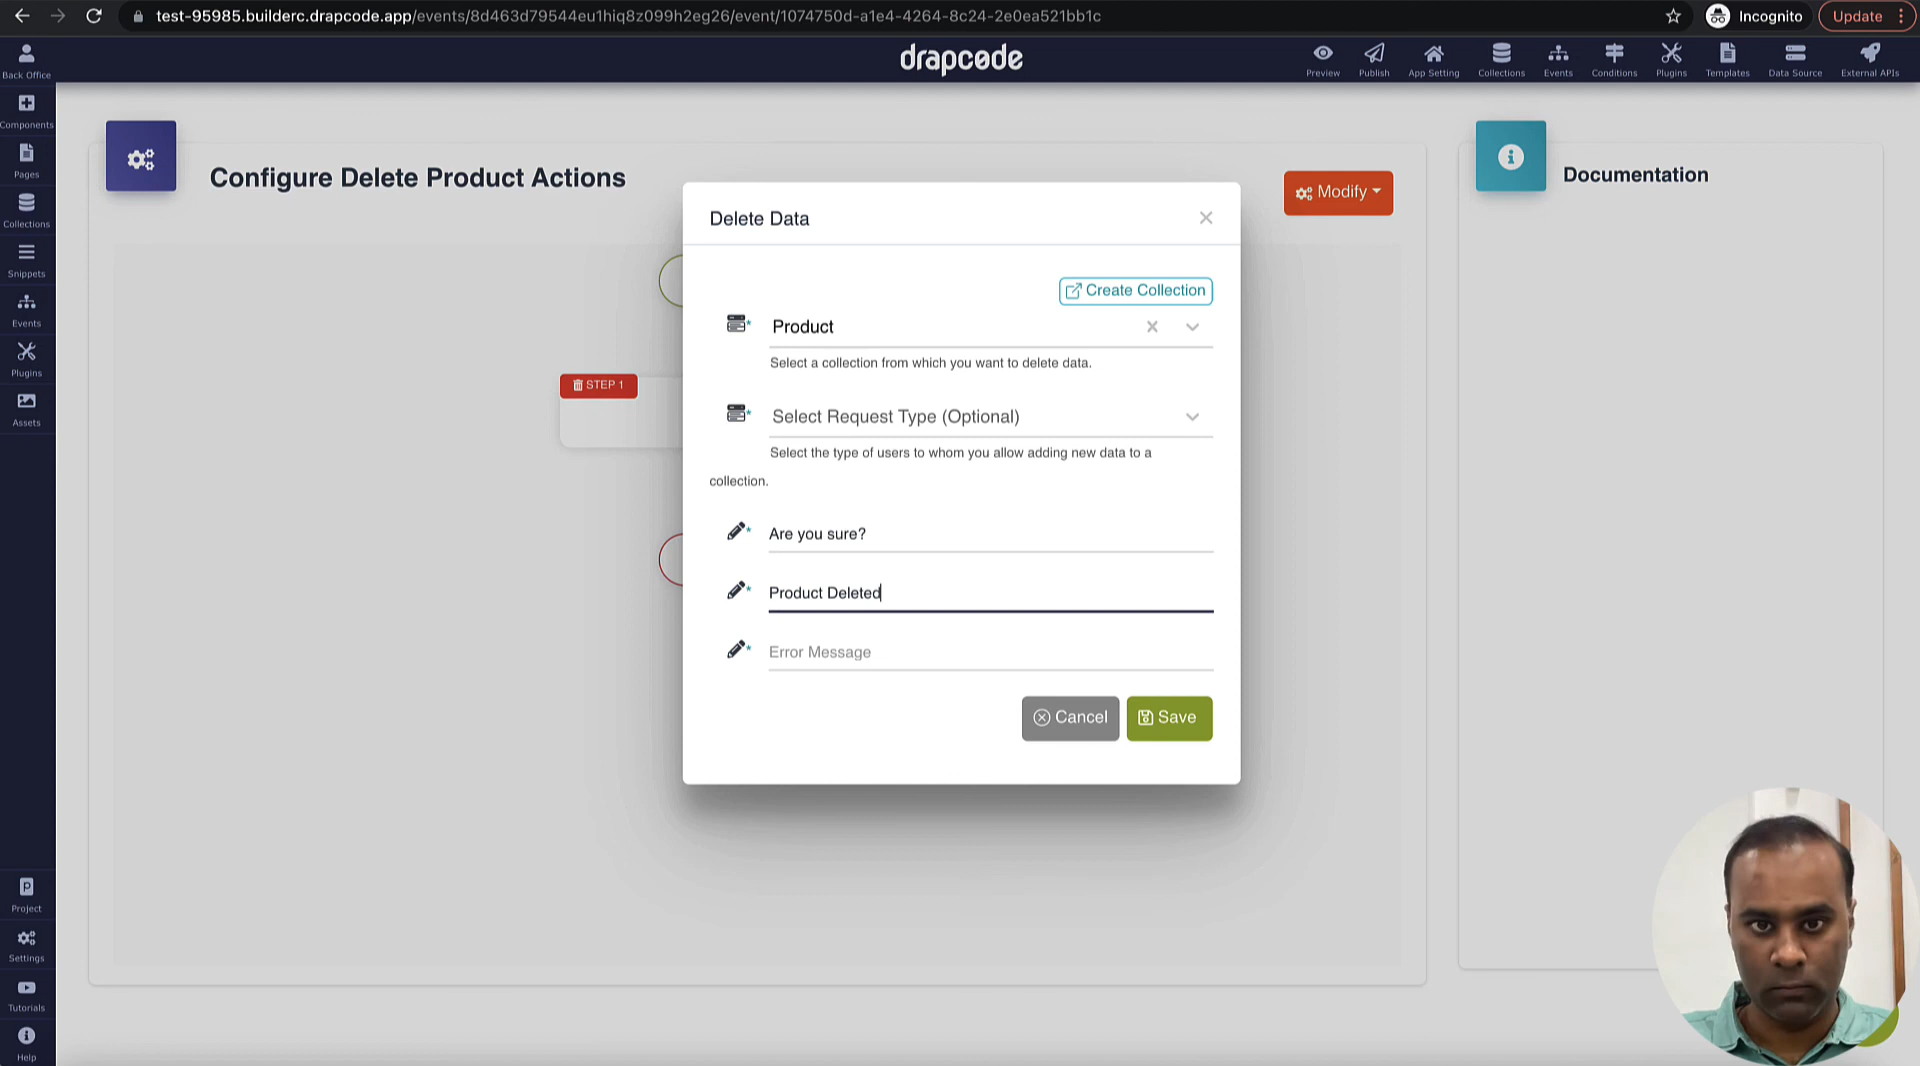 test-95985.builderc.drapcode.app/events/8d463d79544eu1hiq8z099h2eg26/event/1074750d-a1e4-4264-8c24-2e0ea521bb1c
Incognito
Update
Back Office
drapcode
Preview
Publish
App Setting
Collections
Events
Conditions
Plugins
Templates
Data Source
External APIs
Components
Pages
Collections
Snippets
Events
Plugins
Assets
Project
Settings
Tutorials
Help
Configure Delete Product Actions
Modify
Documentation
STEP 1
Delete Data
Create Collection
Product
Select a collection from which you want to delete data.
Select Request Type (Optional)
Select the type of users to whom you allow adding new data to a
collection.
Are you sure?
Product Deleted
Error Message
Cancel
Save